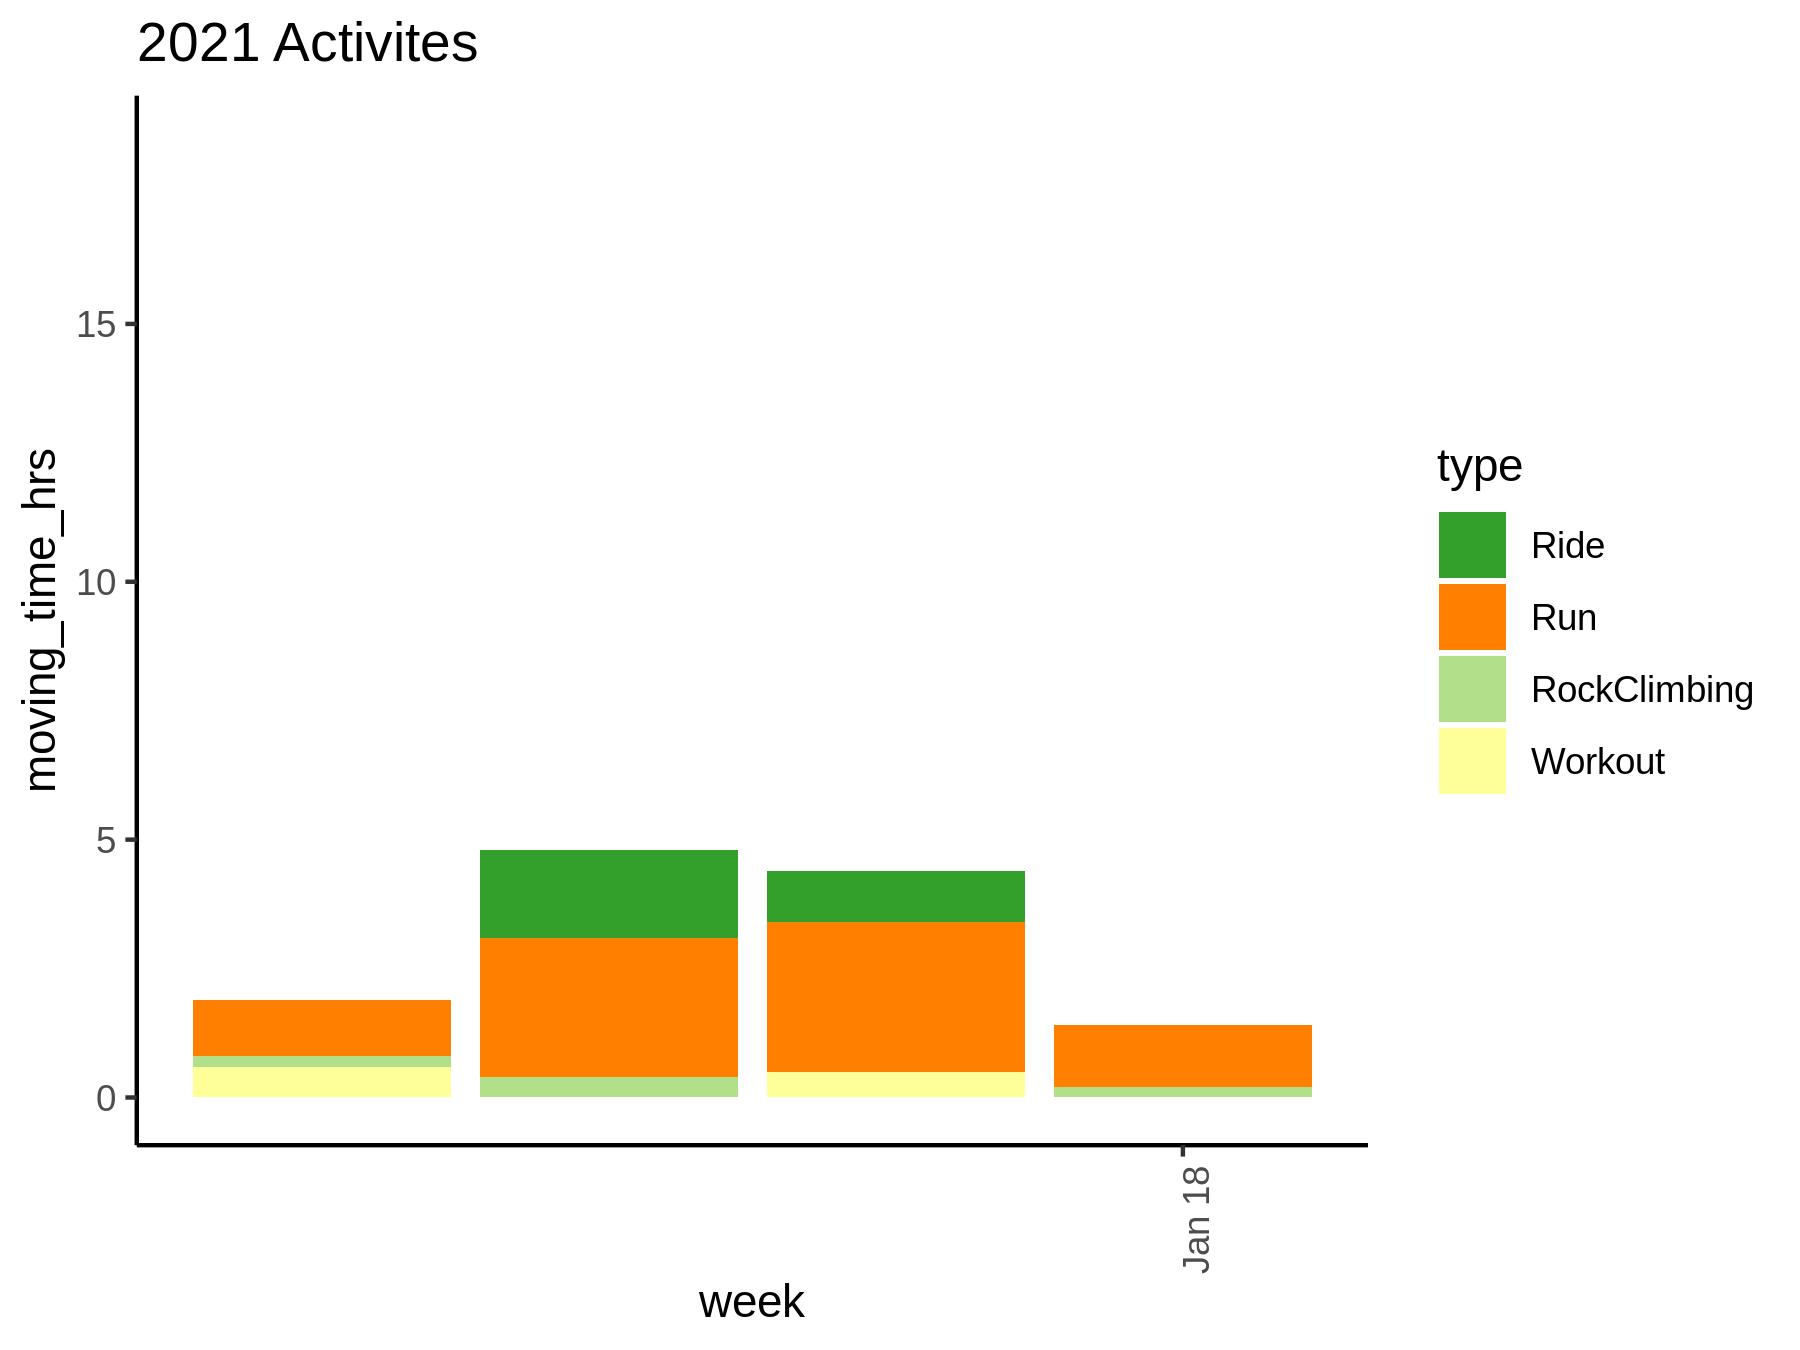 2021 Activites
moving_time_hrs
15
10
5
0
Jan 18
week
type
Ride
Run
RockClimbing
Workout